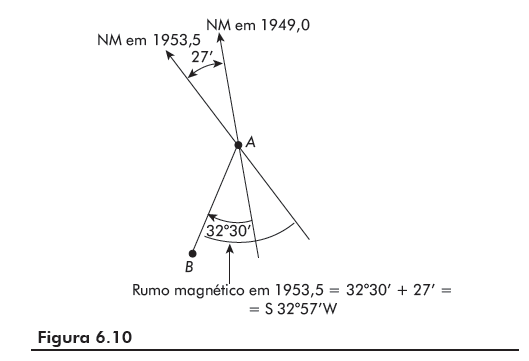 NM em 1949,0
NM em 1953,5
27′
A
32°30′
B
Rumo magnético em 1953,5 = 32°30′ + 27′ =
= S 32°57′W
Figura 6.10